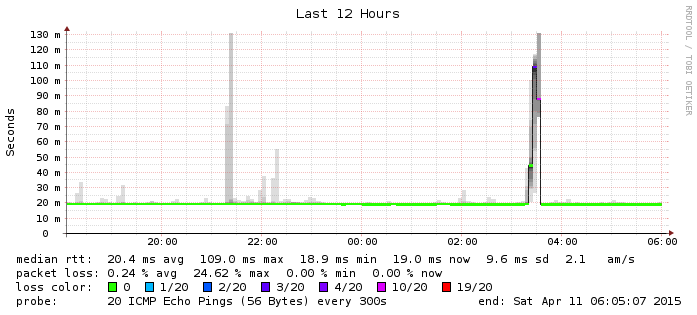 Last 12 Hours
RRDTOOL / TOBI OETIKER
Seconds
130 m
120 m
110 m
100 m
90 m
80 m
70 m
60 m
50 m
40 m
30 m
20 m
10 m
0
20:00 22:00 00:00 02:00 04:00 06:00
median rtt: 20.4 ms avg 109.0 ms max 18.9 ms min 19.0 ms now 9.6 ms sd 2.1 am/s
packet loss: 0.24 % avg 24.62 % max 0.00 % min 0.00 % now
loss color: 0 1/20 2/20 3/20 4/20 10/20 19/20
probe: 20 ICMP Echo Pings (56 Bytes) every 300s end: Sat Apr 11 06:05:07 2015